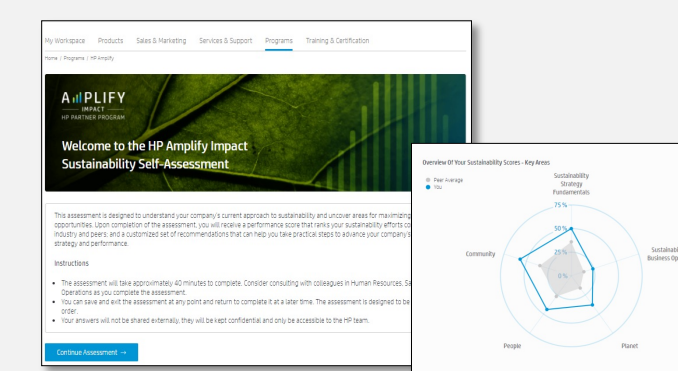 My Workspace Products Sales & Marketing Services & Support Programs Training & Certification
Home / Programs / HP Amplify
AMPLIFY
IMPACT
HP PARTNER PROGRAM
Welcome to the HP Amplify Impact
Sustainability Self-Assessment
This assessment is designed to understand your company's current approach to sustainability and uncover areas for maximizing
opportunities. Upon completion of the assessment, you will receive a performance score that ranks your sustainability efforts co
industry and peers; and a customized set of recommendations that can help you take practical steps to advance your company's
strategy and performance.
Instructions
• The assessment will take approximately 40 minutes to complete. Consider consulting with colleagues in Human Resources, Sa
Operations as you complete the assessment.
• You can save and exit the assessment at any point and return to complete it at a later time. The assessment is designed to be
order.
• Your answers will not be shared externally, they will be kept confidential and only be accessible to the HP team.
Continue Assessment →
Overview Of Your Sustainability Scores - Key Areas
Peer Average
You
Sustainability
Strategy
Fundamentals
75 %
50 %
25 %
0 %
Community
Sustainabi
Business Op
People
Planet